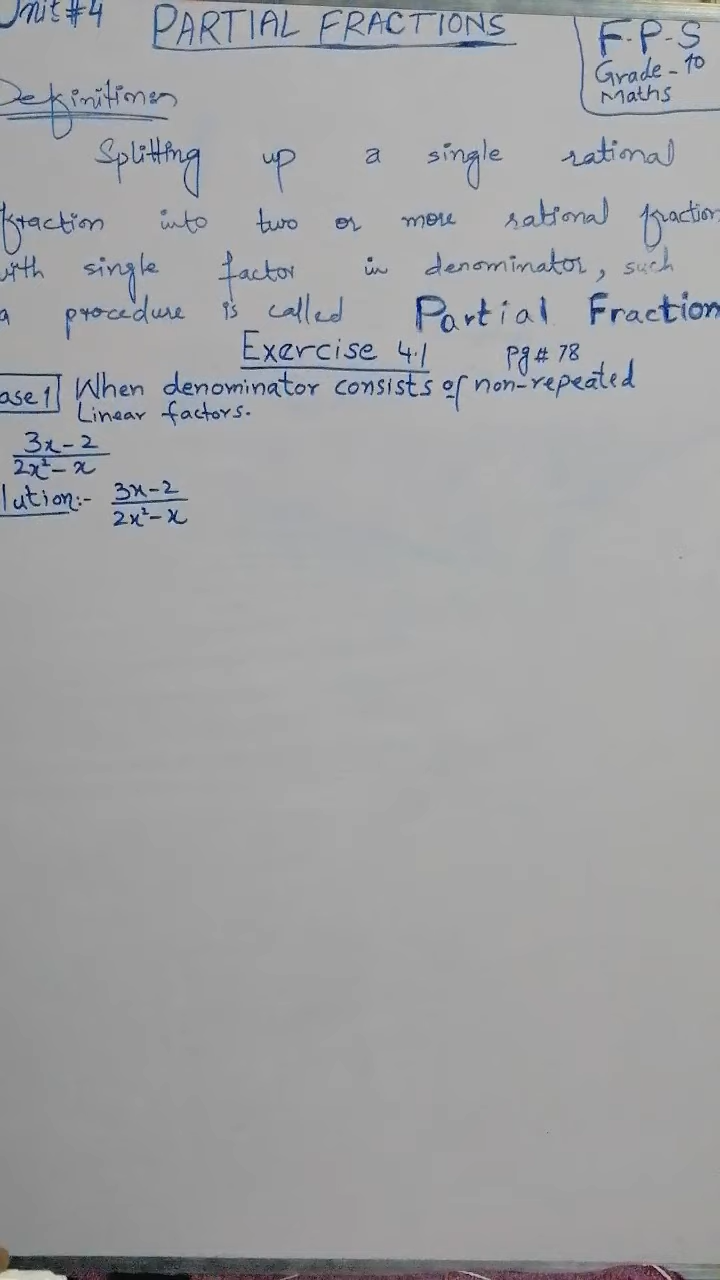 Unit #4 PARTIAL FRACTIONS
F-P-S
Grade - 10
Maths
Definition:
Splitting up a single rational
fraction into two or more rational fraction
with single factor in denominator, such
a procedure is called Partial Fraction
Exercise 4.1 Pg # 78
ase 1 When denominator consists of non-repeated
Linear factors.
3x-2
2x²-x
lution:- 3x-2
2x²-x